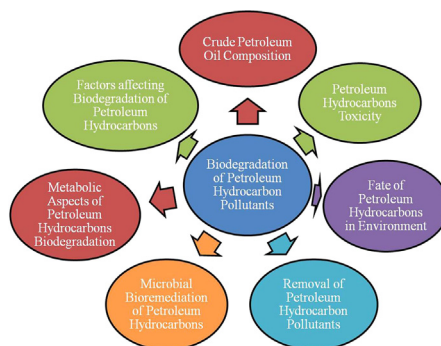 Crude Petroleum
Oil Composition
Petroleum
Hydrocarbons
Toxicity
Fate of
Petroleum
Hydrocarbons
in Environment
Removal of
Petroleum
Hydrocarbon
Pollutants
Microbial
Bioremediation
of Petroleum
Hydrocarbons
Metabolic
Aspects of
Petroleum
Hydrocarbons
Biodegradation
Factors affecting
Biodegradation of
Petroleum
Hydrocarbons
Biodegradation
of Petroleum
Hydrocarbon
Pollutants